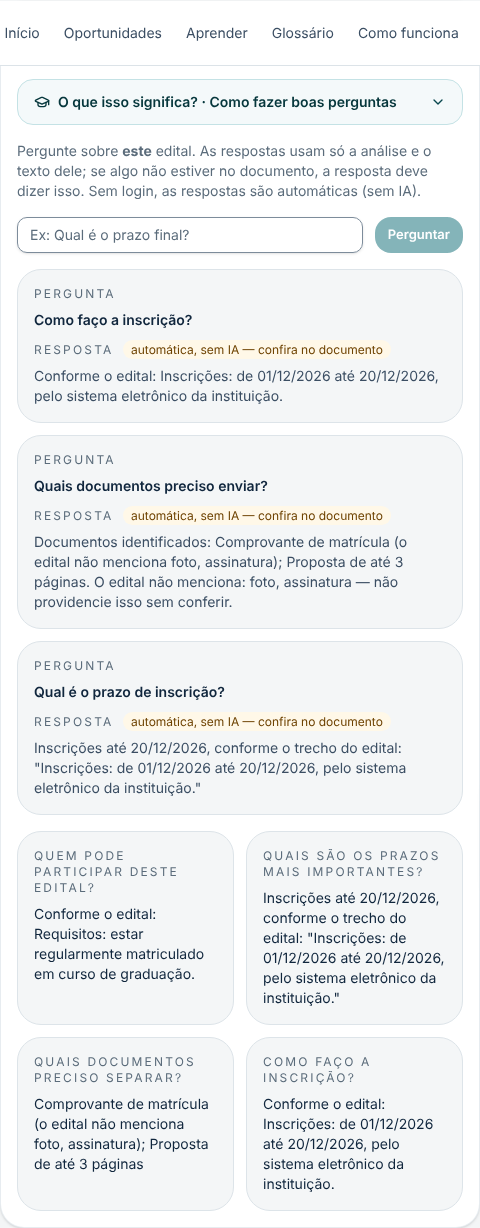 Início Oportunidades Aprender Glossário Como funciona
O que isso significa? · Como fazer boas perguntas
Pergunte sobre este edital. As respostas usam só a análise e o
texto dele; se algo não estiver no documento, a resposta deve
dizer isso. Sem login, as respostas são automáticas (sem IA).
Ex: Qual é o prazo final?
Perguntar
PERGUNTA
Como faço a inscrição?
RESPOSTA automática, sem IA — confira no documento
Conforme o edital: Inscrições: de 01/12/2026 até 20/12/2026,
pelo sistema eletrônico da instituição.
PERGUNTA
Quais documentos preciso enviar?
RESPOSTA automática, sem IA — confira no documento
Documentos identificados: Comprovante de matrícula (o
edital não menciona foto, assinatura); Proposta de até 3
páginas. O edital não menciona: foto, assinatura — não
providencie isso sem conferir.
PERGUNTA
Qual é o prazo de inscrição?
RESPOSTA automática, sem IA — confira no documento
Inscrições até 20/12/2026, conforme o trecho do edital:
"Inscrições: de 01/12/2026 até 20/12/2026, pelo sistema
eletrônico da instituição."
QUEM PODE
PARTICIPAR DESTE
EDITAL?
Conforme o edital:
Requisitos: estar
regularmente matriculado
em curso de graduação.
QUAIS SÃO OS PRAZOS
MAIS IMPORTANTES?
Inscrições até 20/12/2026,
conforme o trecho do
edital: "Inscrições: de
01/12/2026 até 20/12/2026,
pelo sistema eletrônico da
instituição."
QUAIS DOCUMENTOS
PRECISO SEPARAR?
Comprovante de matrícula
(o edital não menciona
foto, assinatura); Proposta
de até 3 páginas
COMO FAÇO A
INSCRIÇÃO?
Conforme o edital:
Inscrições: de 01/12/2026
até 20/12/2026, pelo
sistema eletrônico da
instituição.